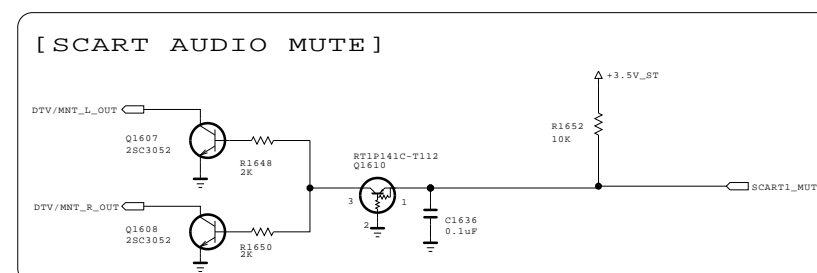 [SCART AUDIO MUTE]
+3.5V_ST
DTV/MNT_L_OUT
Q1607
2SC3052
R1648
2K
R1652
10K
RT1P141C-T112
Q1610
3
1
2
SCART1_MUT
C1636
0.1uF
DTV/MNT_R_OUT
Q1608
2SC3052
R1650
2K